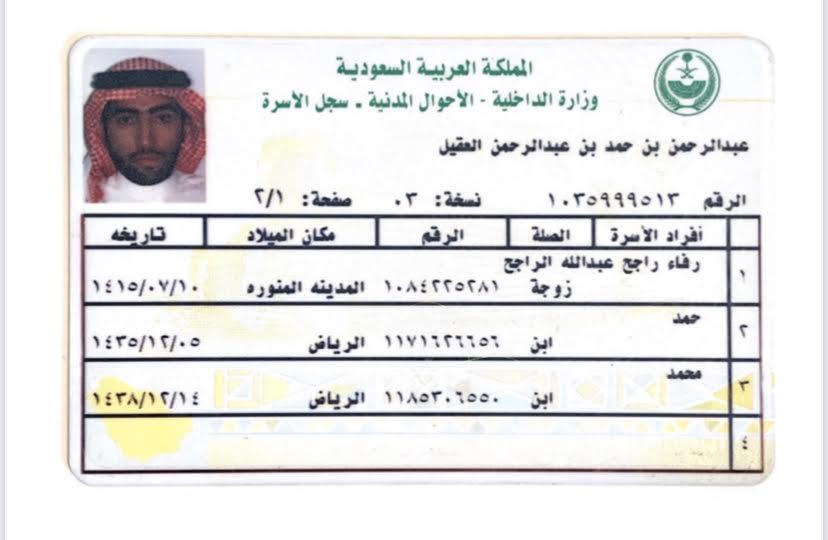 المملكة العربية السعودية
وزارة الداخلية - الأحوال المدنية - سجل الأسرة
عبدالرحمن بن حمد بن عبدالرحمن العقيل
الرقم ١٠٣٥٩٩٩٥١٣ نسخة: ٠٣ صفحة: ٢/١
أفراد الأسرة الصلة الرقم مكان الميلاد تاريخه
١ رفاء راجح عبدالله الراجح
زوجة ١٠٨٤٢٢٥٢٨١ المدينه المنوره ١٤١٥/٠٧/١٠
٢ حمد
ابن ١١٧١٦٢٦٦٥٦ الرياض ١٤٣٥/١٢/٠٥
٣ محمد
ابن ١١٨٥٣٠٦٥٥٠ الرياض ١٤٣٨/١٢/١٤
٤